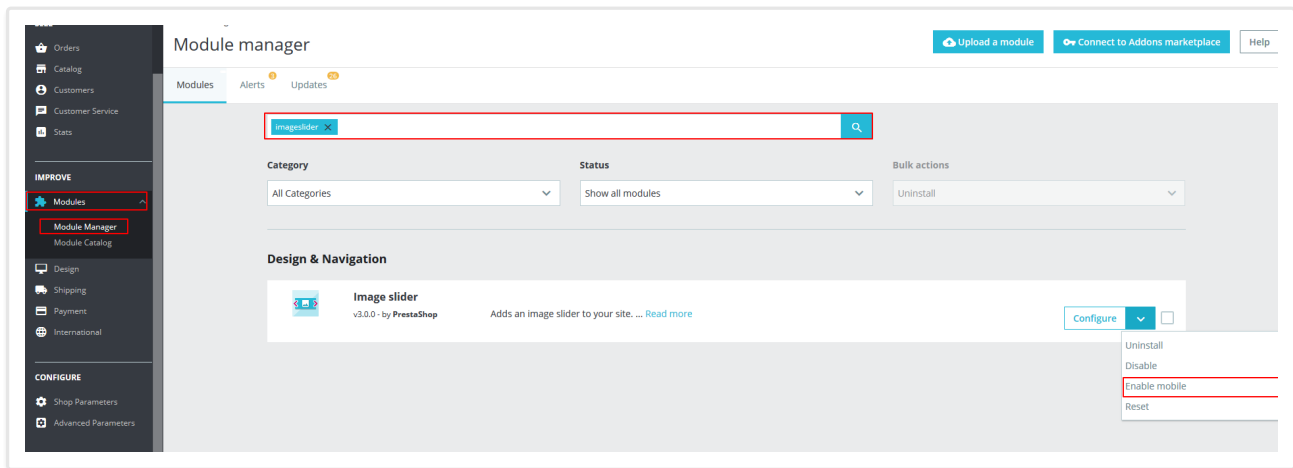 Orders
Catalog
Customers
Customer Service
Stats
IMPROVE
Modules
Module Manager
Module Catalog
Design
Shipping
Payment
International
CONFIGURE
Shop Parameters
Advanced Parameters
Module manager
Upload a module
Connect to Addons marketplace
Help
Modules
Alerts 3
Updates 26
imageslider
Category
Status
Bulk actions
All Categories
Show all modules
Uninstall
Design & Navigation
Image slider
v3.0.0 - by PrestaShop
Adds an image slider to your site. ... Read more
Configure
Uninstall
Disable
Enable mobile
Reset